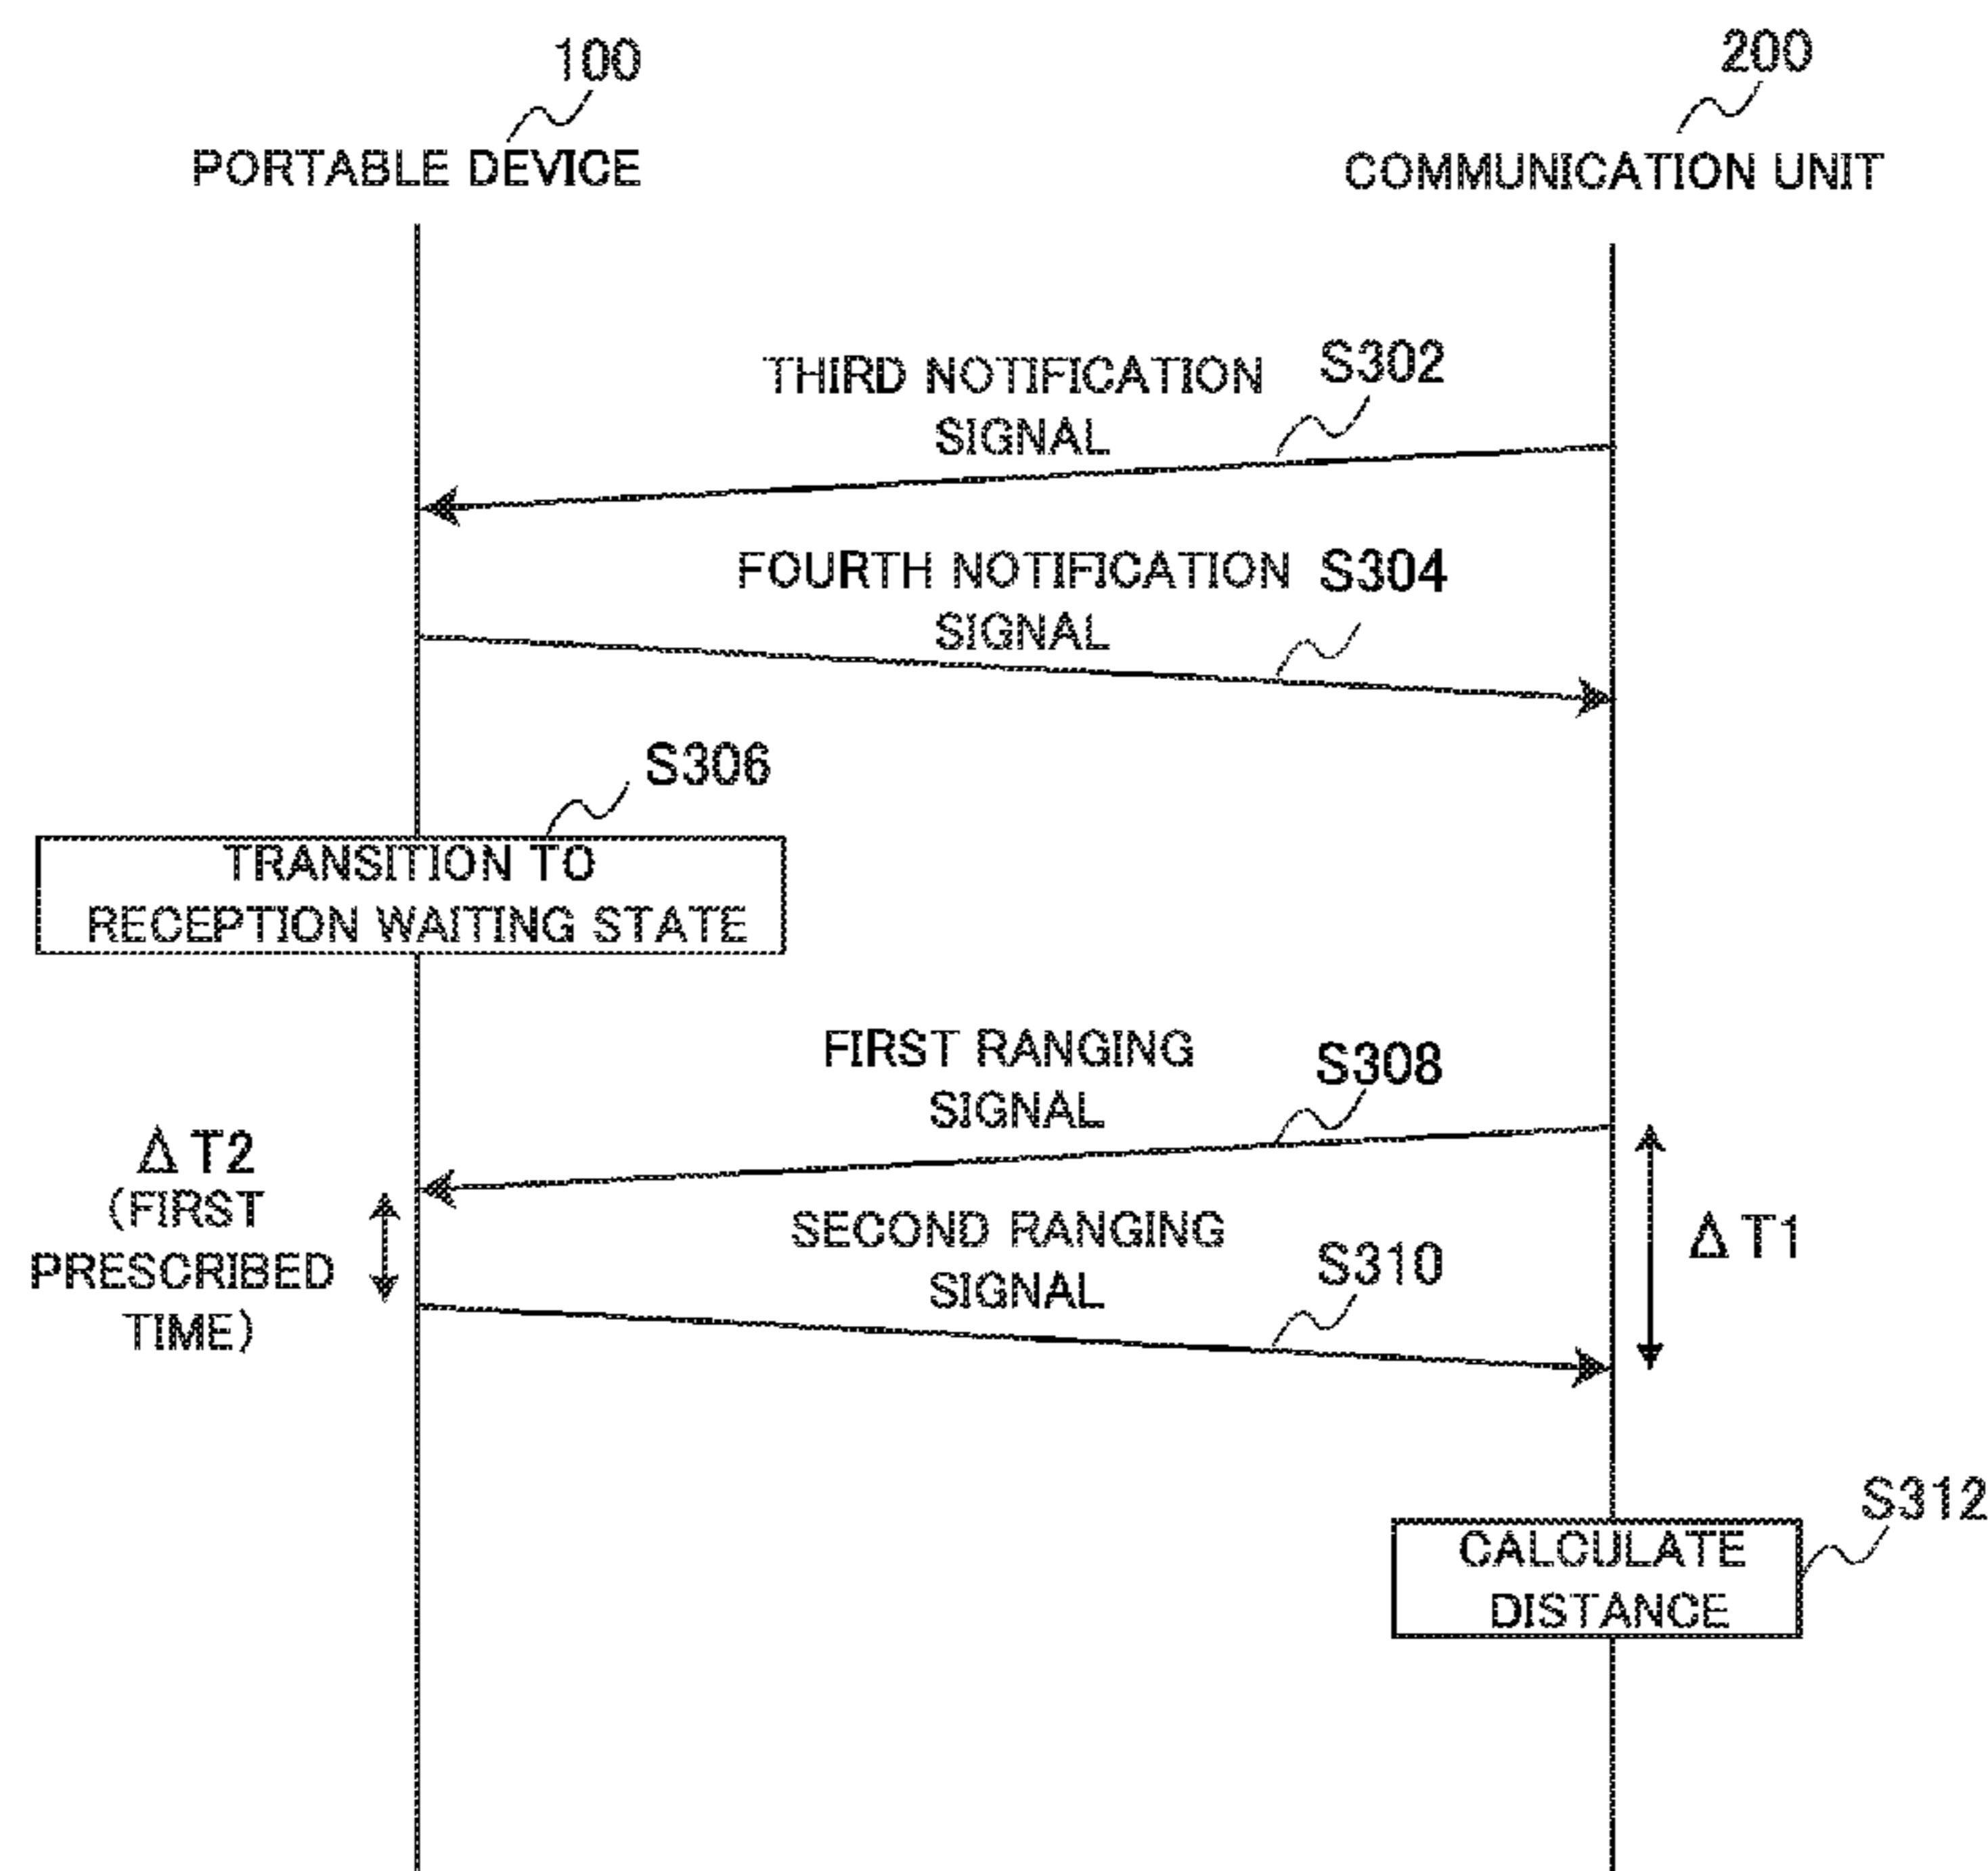 100
200
PORTABLE DEVICE
COMMUNICATION UNIT
THIRD NOTIFICATION
SIGNAL
S302
FOURTH NOTIFICATION
SIGNAL
S304
S306
TRANSITION TO
RECEPTION WAITING STATE
FIRST RANGING
SIGNAL
S308
ΔT2
(FIRST
PRESCRIBED
TIME)
SECOND RANGING
SIGNAL
S310
ΔT1
S312
CALCULATE
DISTANCE